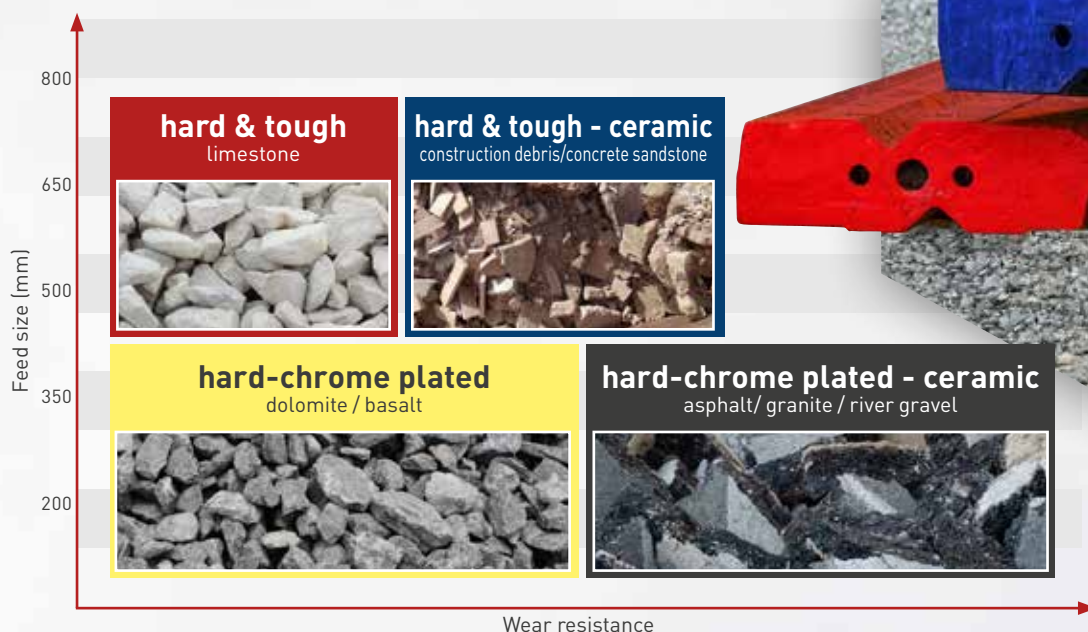 800
hard & tough
limestone
hard & tough - ceramic
construction debris/concrete sandstone
650
500
Feed size (mm)
350
hard-chrome plated
dolomite / basalt
hard-chrome plated - ceramic
asphalt/ granite / river gravel
200
Wear resistance